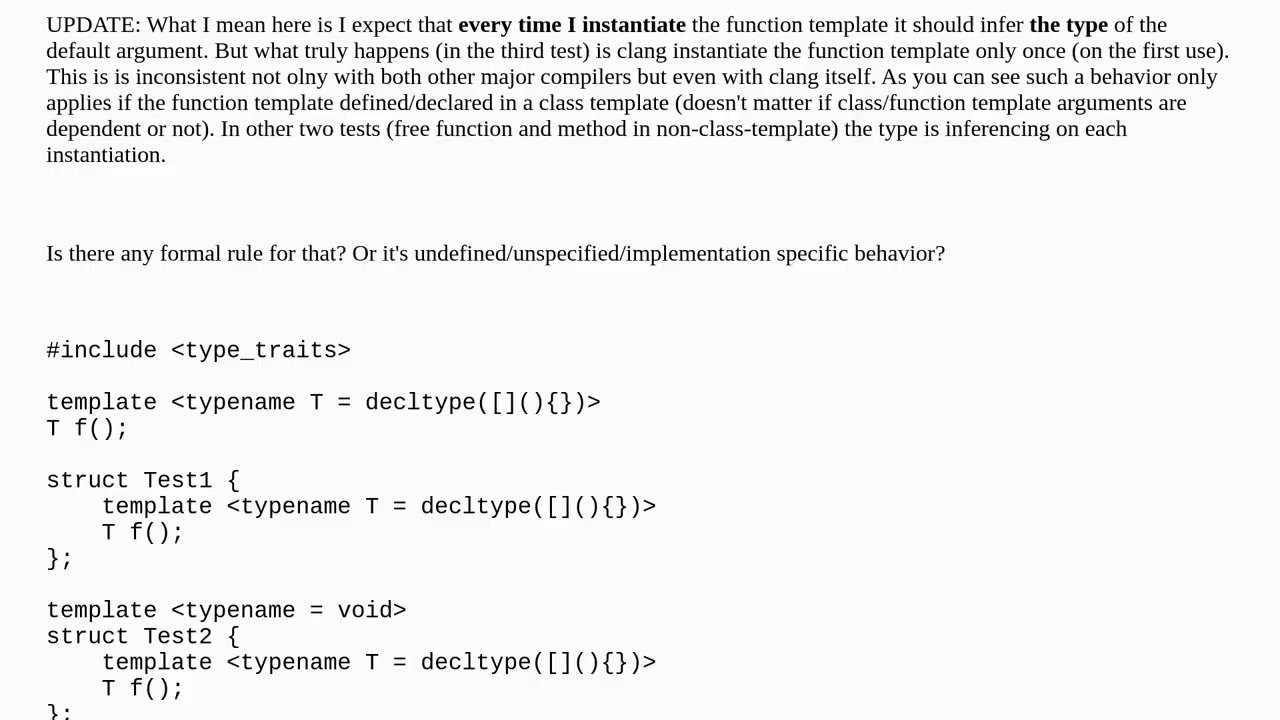 UPDATE: What I mean here is I expect that every time I instantiate the function template it should infer the type of the
default argument. But what truly happens (in the third test) is clang instantiate the function template only once (on the first use).
This is is inconsistent not olny with both other major compilers but even with clang itself. As you can see such a behavior only
applies if the function template defined/declared in a class template (doesn't matter if class/function template arguments are
dependent or not). In other two tests (free function and method in non-class-template) the type is inferencing on each
instantiation.
Is there any formal rule for that? Or it's undefined/unspecified/implementation specific behavior?
#include <type_traits>
template <typename T = decltype([](){})>
T f();
struct Test1 {
    template <typename T = decltype([](){})>
    T f();
};
template <typename = void>
struct Test2 {
    template <typename T = decltype([](){})>
    T f();
};